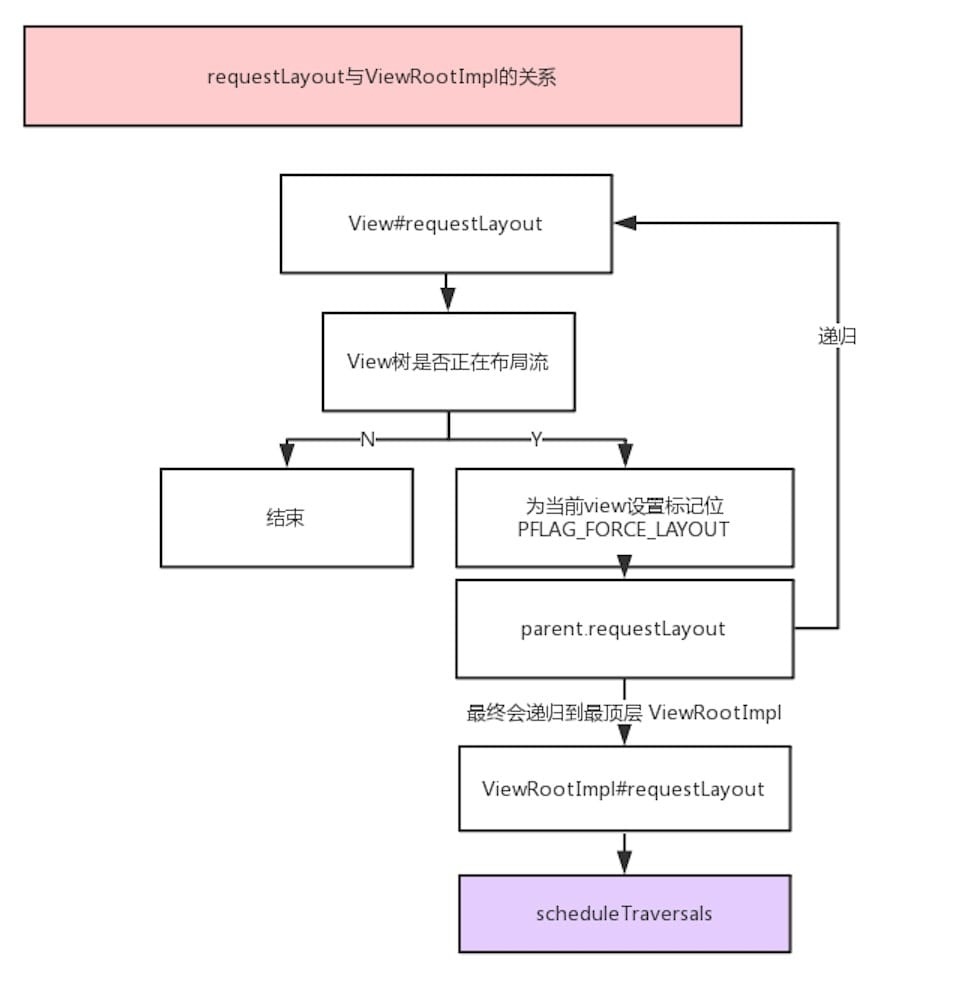 requestLayout与ViewRootImpl的关系
View#requestLayout
递归
View树是否正在布局流
N
Y
结束
为当前view设置标记位
PFLAG_FORCE_LAYOUT
parent.requestLayout
最终会递归到最顶层 ViewRootImpl
ViewRootImpl#requestLayout
scheduleTraversals